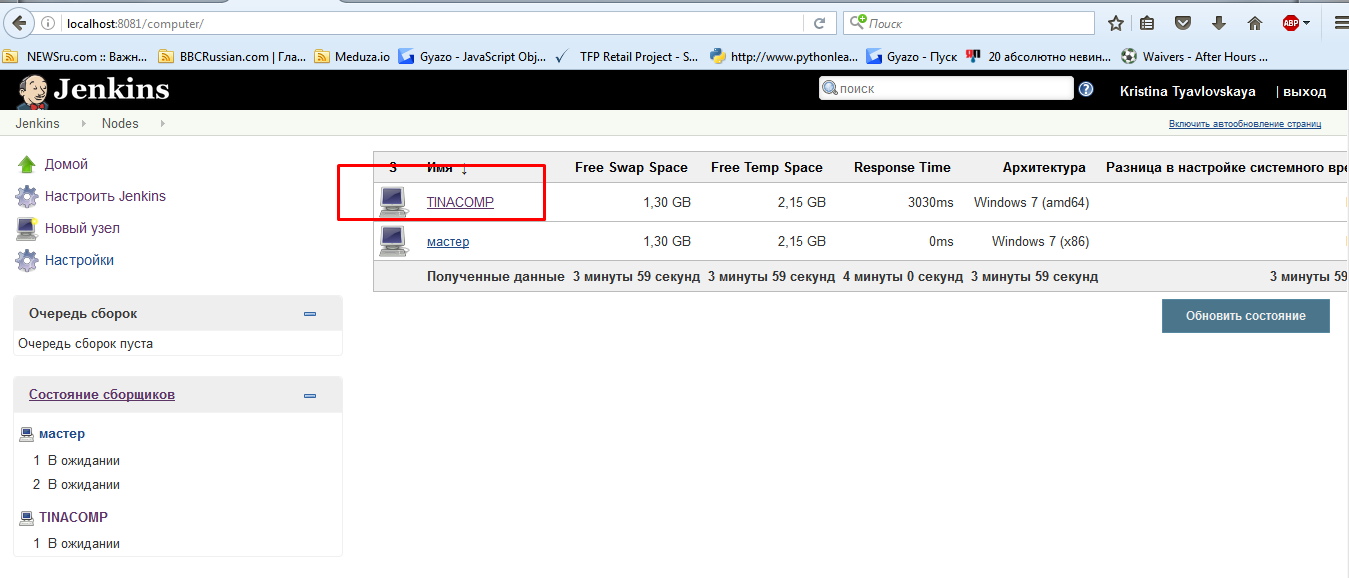 localhost:8081/computer/
Поиск
ABP
NEWSru.com :: Важн... BBCRussian.com | Гла... Meduza.io Gyazo - JavaScript Obj... TFP Retail Project - S... http://www.pythonlea... Gyazo - Пуск 20 абсолютно невин... Waivers - After Hours ...
Jenkins
поиск
Kristina Tyavlovskaya | выход
Jenkins Nodes
Включить автообновление страниц
Домой
Настроить Jenkins
Новый узел
Настройки
Очередь сборок
Очередь сборок пуста
Состояние сборщиков
мастер
1 В ожидании
2 В ожидании
TINACOMP
1 В ожидании
Имя ↓ Free Swap Space Free Temp Space Response Time Архитектура Разница в настройке системного вре
TINACOMP 1,30 GB 2,15 GB 3030ms Windows 7 (amd64)
мастер 1,30 GB 2,15 GB 0ms Windows 7 (x86)
Полученные данные 3 минуты 59 секунд 3 минуты 59 секунд 4 минуты 0 секунд 3 минуты 59 секунд 3 минуты 59
Обновить состояние